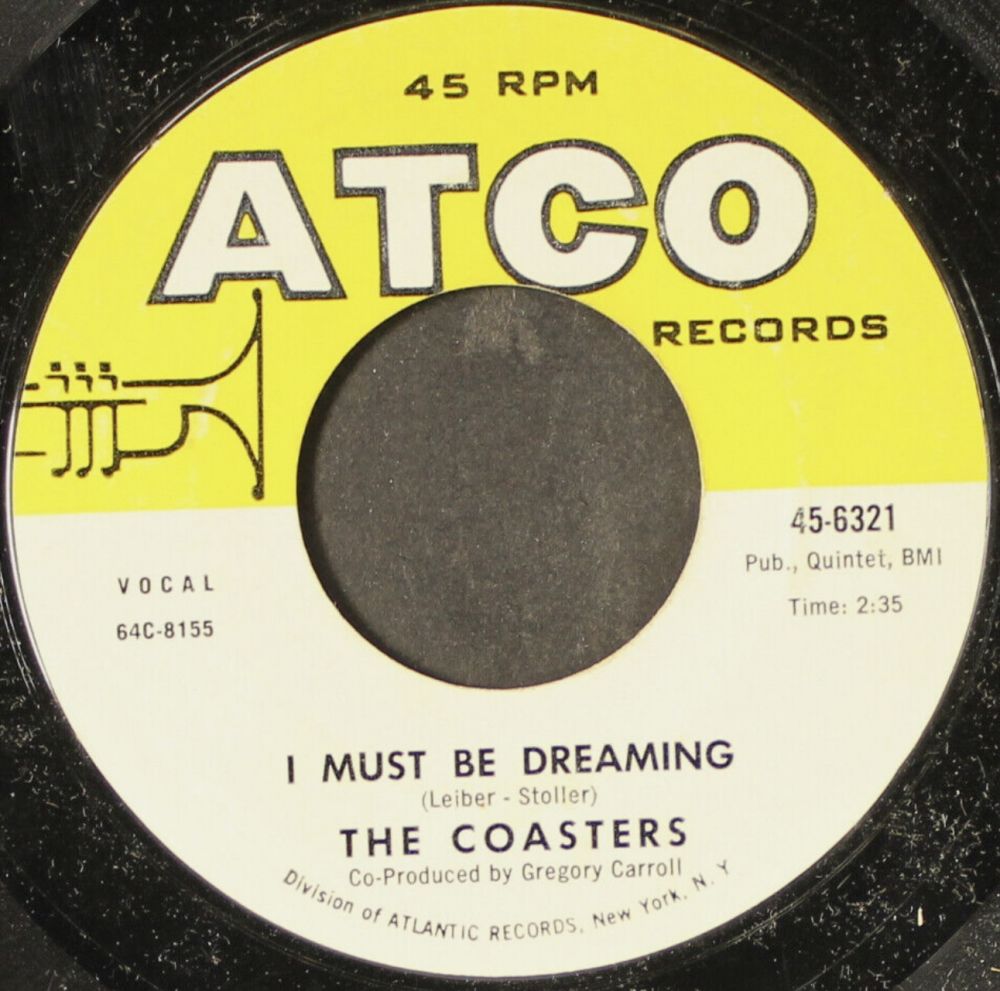 45 RPM
ATCO
RECORDS
45-6321
Pub., Quintet, BMI
Time: 2:35
VOCAL
64C-8155
I MUST BE DREAMING
(Leiber - Stoller)
THE COASTERS
Co-Produced by Gregory Carroll
Division of ATLANTIC RECORDS, New York, N. Y